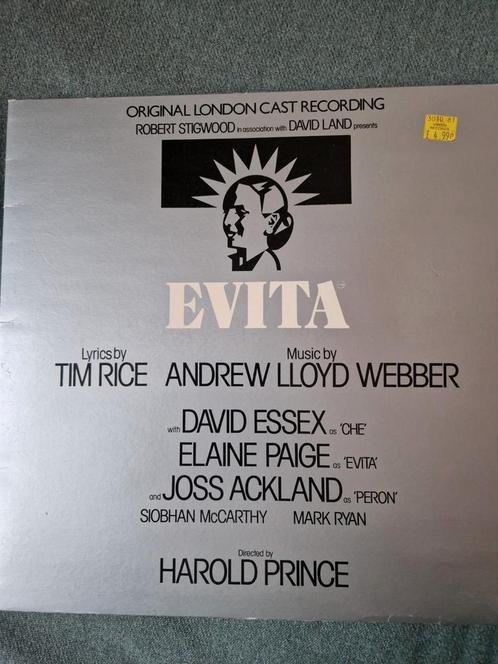 ORIGINAL LONDON CAST RECORDING
ROBERT STIGWOOD in association with DAVID LAND presents
£4.99P
EVITA
Lyrics by Music by
TIM RICE ANDREW LLOYD WEBBER
with DAVID ESSEX as 'CHE'
ELAINE PAIGE as 'EVITA'
and JOSS ACKLAND as 'PERON'
SIOBHAN McCARTHY MARK RYAN
Directed by
HAROLD PRINCE